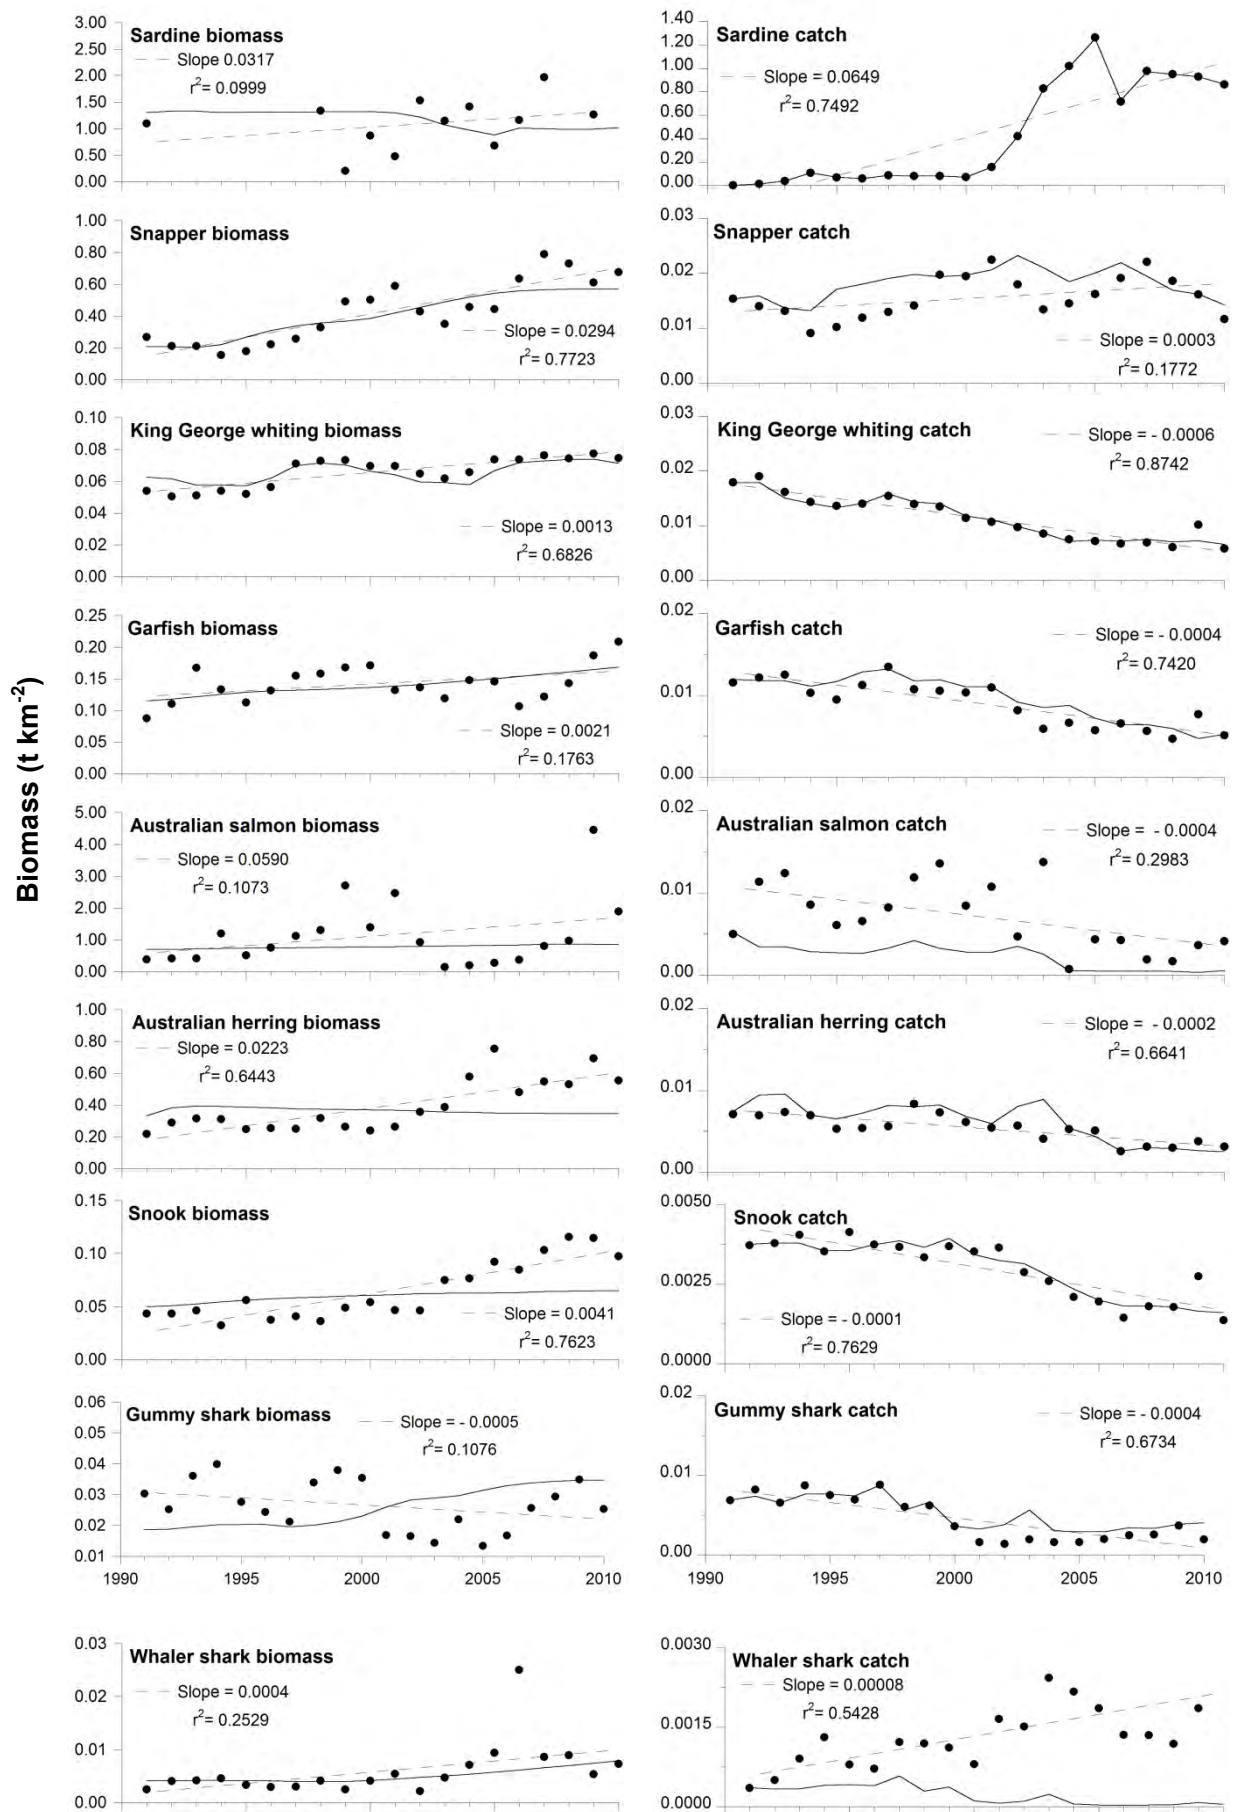 Biomass (t km-2)
Sardine biomass
Slope 0.0317
r2= 0.0999
3.00
2.50
2.00
1.50
1.00
0.50
0.00
Sardine catch
Slope = 0.0649
r2= 0.7492
1.40
1.20
1.00
0.80
0.60
0.40
0.20
0.00
Snapper biomass
Slope = 0.0294
r2= 0.7723
1.00
0.80
0.60
0.40
0.20
0.00
Snapper catch
Slope = 0.0003
r2= 0.1772
0.03
0.02
0.01
0.00
King George whiting biomass
Slope = 0.0013
r2= 0.6826
0.10
0.08
0.06
0.04
0.02
0.00
King George whiting catch
Slope = - 0.0006
r2= 0.8742
0.03
0.02
0.01
0.00
Garfish biomass
Slope = 0.0021
r2= 0.1763
0.25
0.20
0.15
0.10
0.05
0.00
Garfish catch
Slope = - 0.0004
r2= 0.7420
0.02
0.01
0.00
Australian salmon biomass
Slope = 0.0590
r2= 0.1073
5.00
4.00
3.00
2.00
1.00
0.00
Australian salmon catch
Slope = - 0.0004
r2= 0.2983
0.02
0.01
0.00
Australian herring biomass
Slope = 0.0223
r2= 0.6443
1.00
0.80
0.60
0.40
0.20
0.00
Australian herring catch
Slope = - 0.0002
r2= 0.6641
0.02
0.01
0.00
Snook biomass
Slope = 0.0041
r2= 0.7623
0.15
0.10
0.05
0.00
Snook catch
Slope = - 0.0001
r2= 0.7629
0.0050
0.0025
0.0000
Gummy shark biomass
Slope = - 0.0005
r2= 0.1076
0.06
0.05
0.04
0.03
0.02
0.01
1990 1995 2000 2005 2010
Gummy shark catch
Slope = - 0.0004
r2= 0.6734
0.02
0.01
0.00
1990 1995 2000 2005 2010
Whaler shark biomass
Slope = 0.0004
r2= 0.2529
0.03
0.02
0.01
0.00
Whaler shark catch
Slope = 0.00008
r2= 0.5428
0.0030
0.0015
0.0000